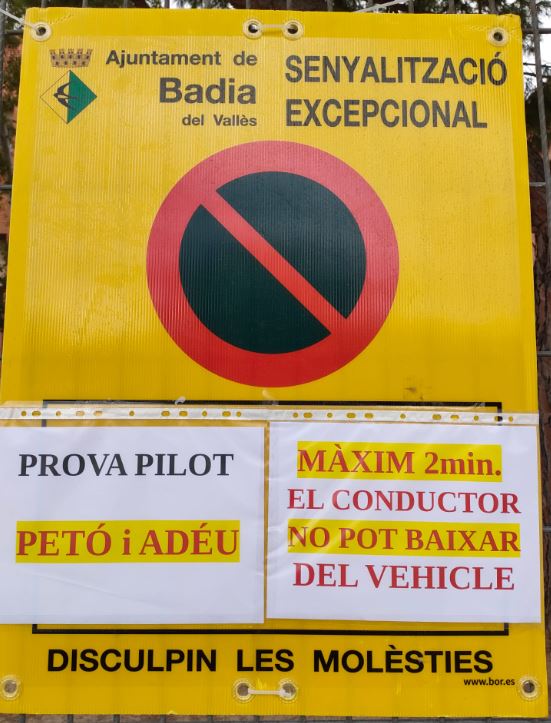 Ajuntament de
Badia
del Vallès
SENYALITZACIÓ
EXCEPCIONAL
PROVA PILOT
PETÓ i ADÉU
MÀXIM 2min.
EL CONDUCTOR
NO POT BAIXAR
DEL VEHICLE
DISCULPIN LES MOLÈSTIES
www.bor.es